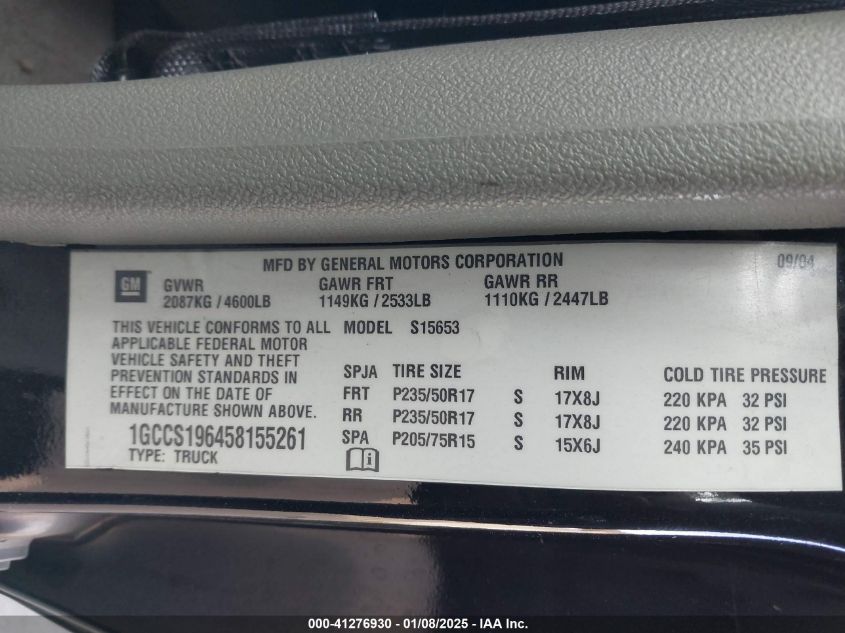 MFD BY GENERAL MOTORS CORPORATION 09/04
GM
GVWR GAWR FRT GAWR RR
2087KG / 4600LB 1149KG / 2533LB 1110KG / 2447LB
THIS VEHICLE CONFORMS TO ALL MODEL S15653
APPLICABLE FEDERAL MOTOR
VEHICLE SAFETY AND THEFT
PREVENTION STANDARDS IN
EFFECT ON THE DATE OF
MANUFACTURE SHOWN ABOVE.
1GCCS196458155261
TYPE: TRUCK
SPJA TIRE SIZE RIM COLD TIRE PRESSURE
FRT P235/50R17 S 17X8J 220 KPA 32 PSI
RR P235/50R17 S 17X8J 220 KPA 32 PSI
SPA P205/75R15 S 15X6J 240 KPA 35 PSI
000-41276930 - 01/08/2025 - IAA Inc.